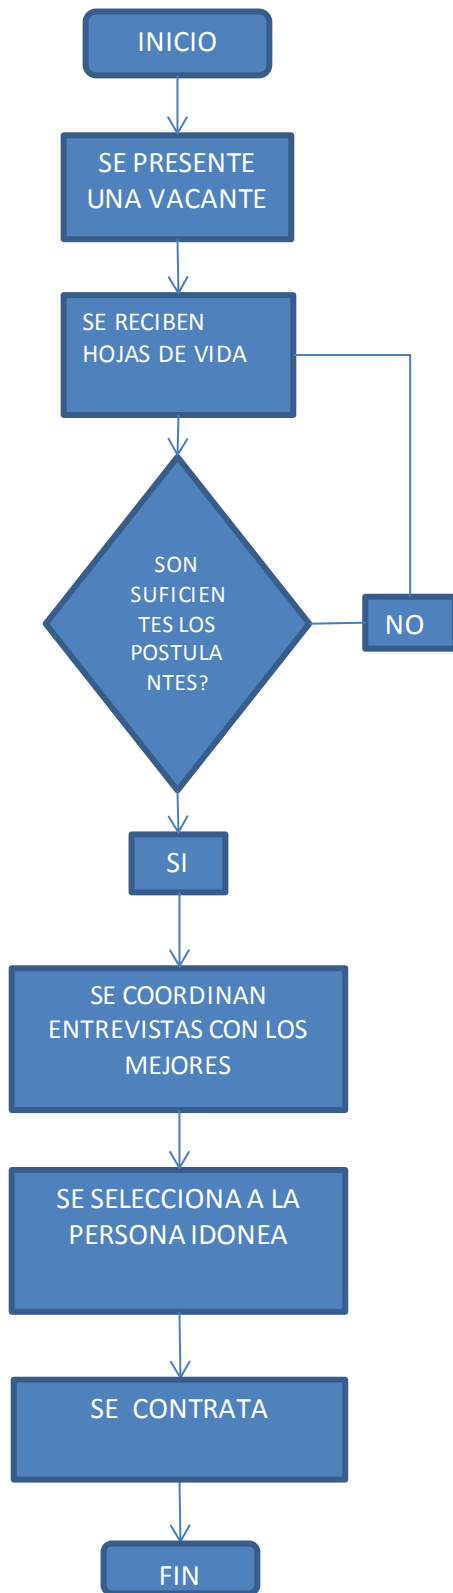 INICIO
SE PRESENTE
UNA VACANTE
SE RECIBEN
HOJAS DE VIDA
SON
SUFICIEN
TES LOS
POSTULA
NTES?
NO
SI
SE COORDINAN
ENTREVISTAS CON LOS
MEJORES
SE SELECCIONA A LA
PERSONA IDONEA
SE CONTRATA
FIN